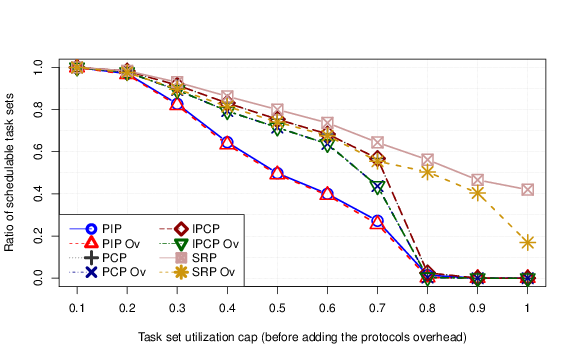 Ratio of schedulable task sets
1.0
0.8
0.6
0.4
0.2
0.0
PIP
PIP Ov
PCP
PCP Ov
IPCP
IPCP Ov
SRP
SRP Ov
0.1 0.2 0.3 0.4 0.5 0.6 0.7 0.8 0.9 1
Task set utilization cap (before adding the protocols overhead)